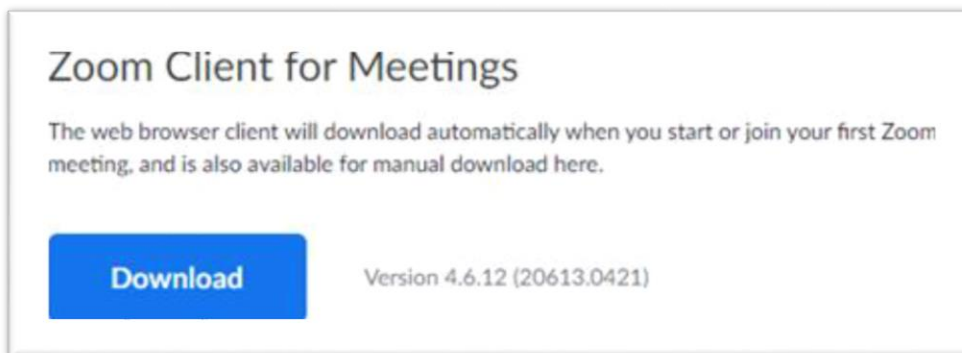 Zoom Client for Meetings
The web browser client will download automatically when you start or join your first Zoom
meeting, and is also available for manual download here.
Download Version 4.6.12 (20613.0421)